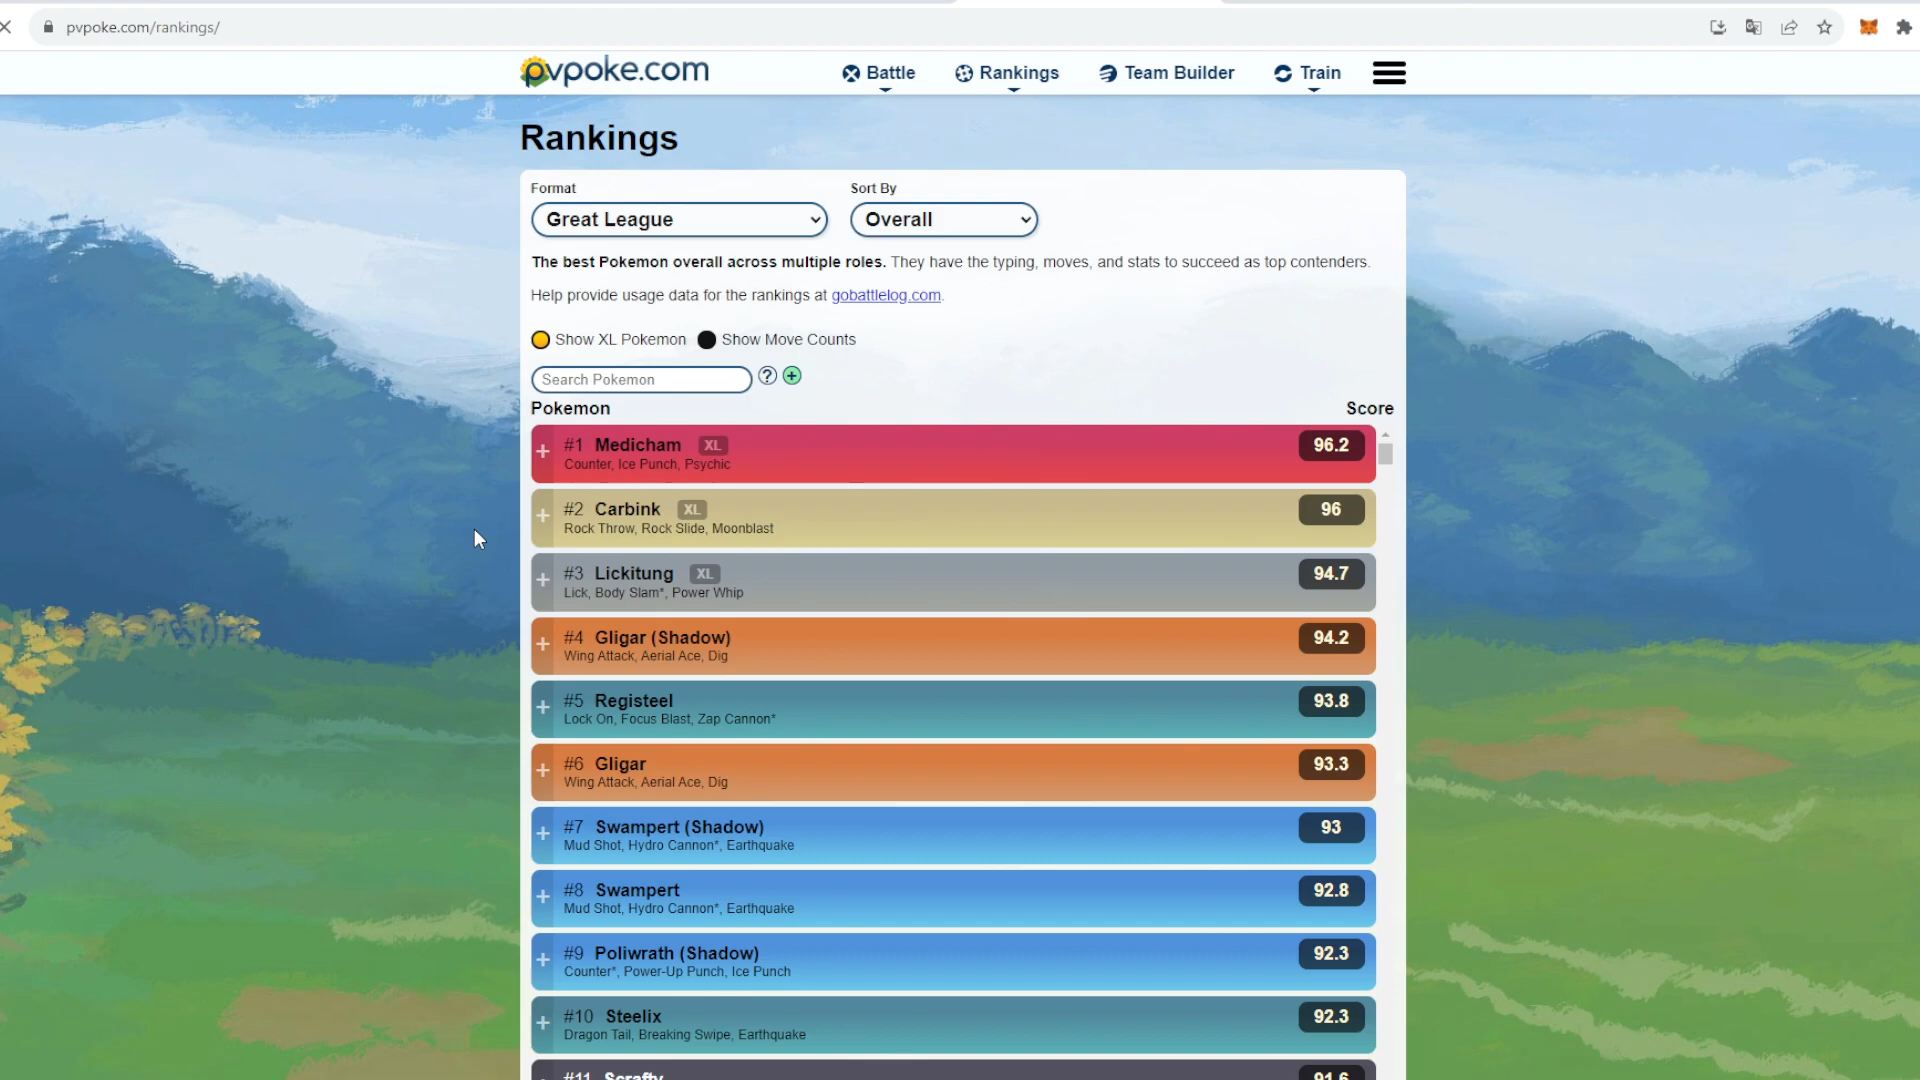 pvpoke.com/rankings/
pvpoke.com
Battle
Rankings
Team Builder
Train
Rankings
Format
Sort By
Great League
Overall
The best Pokemon overall across multiple roles. They have the typing, moves, and stats to succeed as top contenders.
Help provide usage data for the rankings at gobattlelog.com.
Show XL Pokemon
Show Move Counts
Search Pokemon
?
+
Pokemon
Score
+ #1 Medicham XL 96.2
Counter, Ice Punch, Psychic
+ #2 Carbink XL 96
Rock Throw, Rock Slide, Moonblast
+ #3 Lickitung XL 94.7
Lick, Body Slam*, Power Whip
+ #4 Gligar (Shadow) 94.2
Wing Attack, Aerial Ace, Dig
+ #5 Registeel 93.8
Lock On, Focus Blast, Zap Cannon*
+ #6 Gligar 93.3
Wing Attack, Aerial Ace, Dig
+ #7 Swampert (Shadow) 93
Mud Shot, Hydro Cannon*, Earthquake
+ #8 Swampert 92.8
Mud Shot, Hydro Cannon*, Earthquake
+ #9 Poliwrath (Shadow) 92.3
Counter*, Power-Up Punch, Ice Punch
+ #10 Steelix 92.3
Dragon Tail, Breaking Swipe, Earthquake
#11 Scrafty 91.6